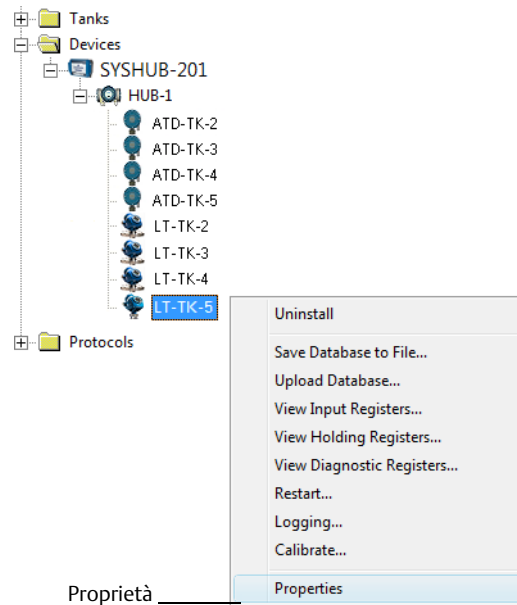 Tanks
Devices
SYSHUB-201
HUB-1
ATD-TK-2
ATD-TK-3
ATD-TK-4
ATD-TK-5
LT-TK-2
LT-TK-3
LT-TK-4
LT-TK-5
Protocols
Uninstall
Save Database to File...
Upload Database...
View Input Registers...
View Holding Registers...
View Diagnostic Registers...
Restart...
Logging...
Calibrate...
Proprietà
Properties